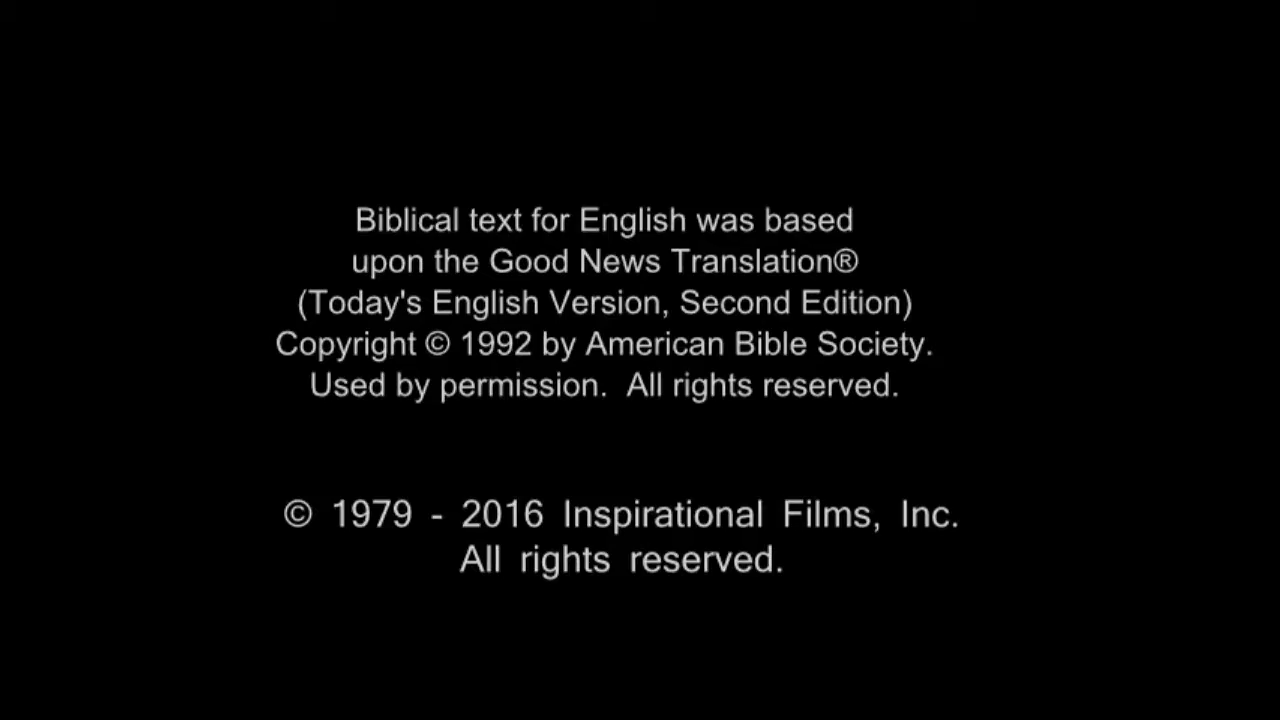 Biblical text for English was based
upon the Good News Translation®
(Today's English Version, Second Edition)
Copyright © 1992 by American Bible Society.
Used by permission.  All rights reserved.
© 1979 - 2016 Inspirational Films, Inc.
All rights reserved.